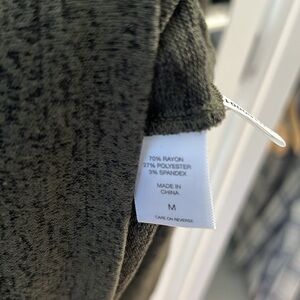 70% RAYON
27% POLYESTER
3% SPANDEX
MADE IN
CHINA
M
CARE ON REVERSE